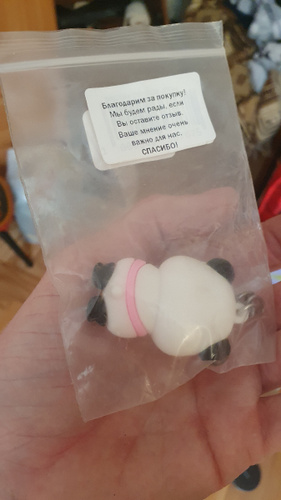 Благодарим за покупку!
Мы будем рады, если
Вы оставите отзыв.
Ваше мнение очень
важно для нас.
СПАСИБО!